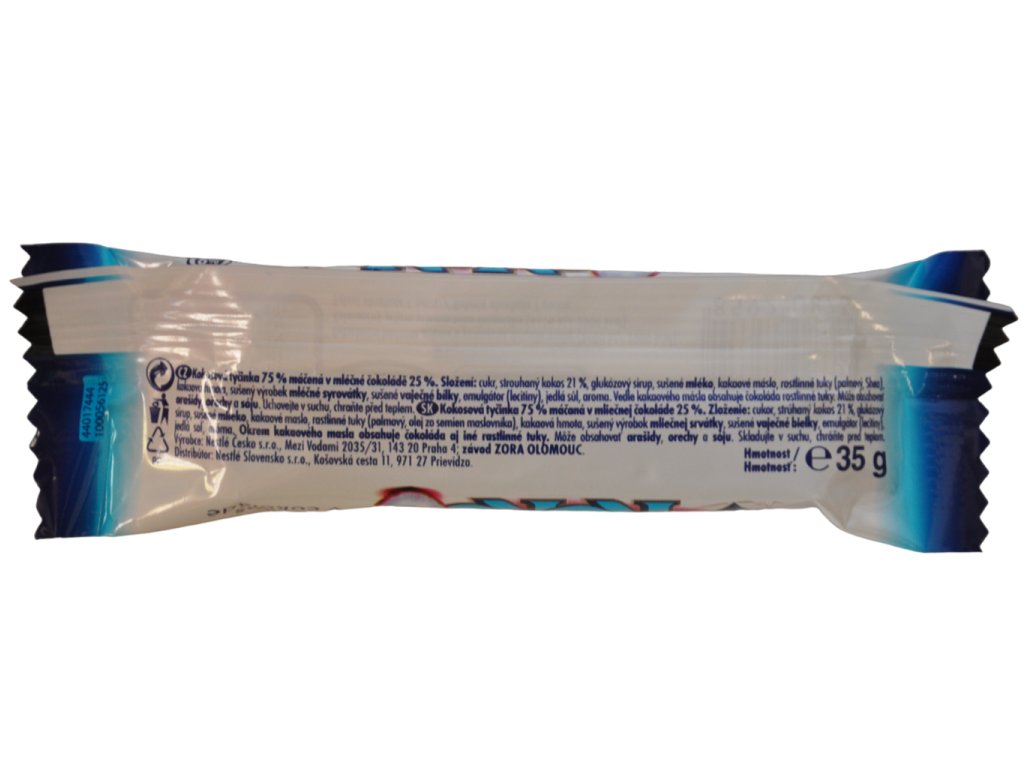 CZ Kokosová tyčinka 75 % máčená v mléčné čokoládě 25 %. Složení: cukr, strouhaný kokos 21 %, glukózový sirup, sušené mléko, kakaové máslo, rostlinné tuky (palmový, Shea),
kakaová hmota, sušený výrobek mléčné syrovátky, sušené vaječné bílky, emulgátor (lecitiny), jedlá sůl, aroma. Vedle kakaového másla obsahuje čokoláda rostlinné tuky. Může obsahovat
arašídy, ořechy a sóju. Uchovejte v suchu, chraňte před teplem. SK Kokosová tyčinka 75 % máčaná v mliečnej čokoláde 25 %. Zloženie: cukor, strúhaný kokos 21 %, glukózový
sirup, sušené mlieko, kakaové maslo, rastlinné tuky (palmový, olej zo semien maslovníka), kakaová hmota, sušený výrobok mliečnej srvátky, sušené vaječné bielky, emulgátor (lecitíny),
jedlá soľ, aróma. Okrem kakaového masla obsahuje čokoláda aj iné rastlinné tuky. Môže obsahovať arašidy, orechy a sóju. Skladujte v suchu, chráňte pred teplom.
Výrobce: Nestlé Česko s.r.o., Mezi Vodami 2035/31, 143 20 Praha 4; závod ZORA OLOMOUC.
Distribútor: Nestlé Slovensko s.r.o., Košovská cesta 11, 971 27 Prievidza.
Hmotnost /
Hmotnosť :
e 35 g
44017444
100056125